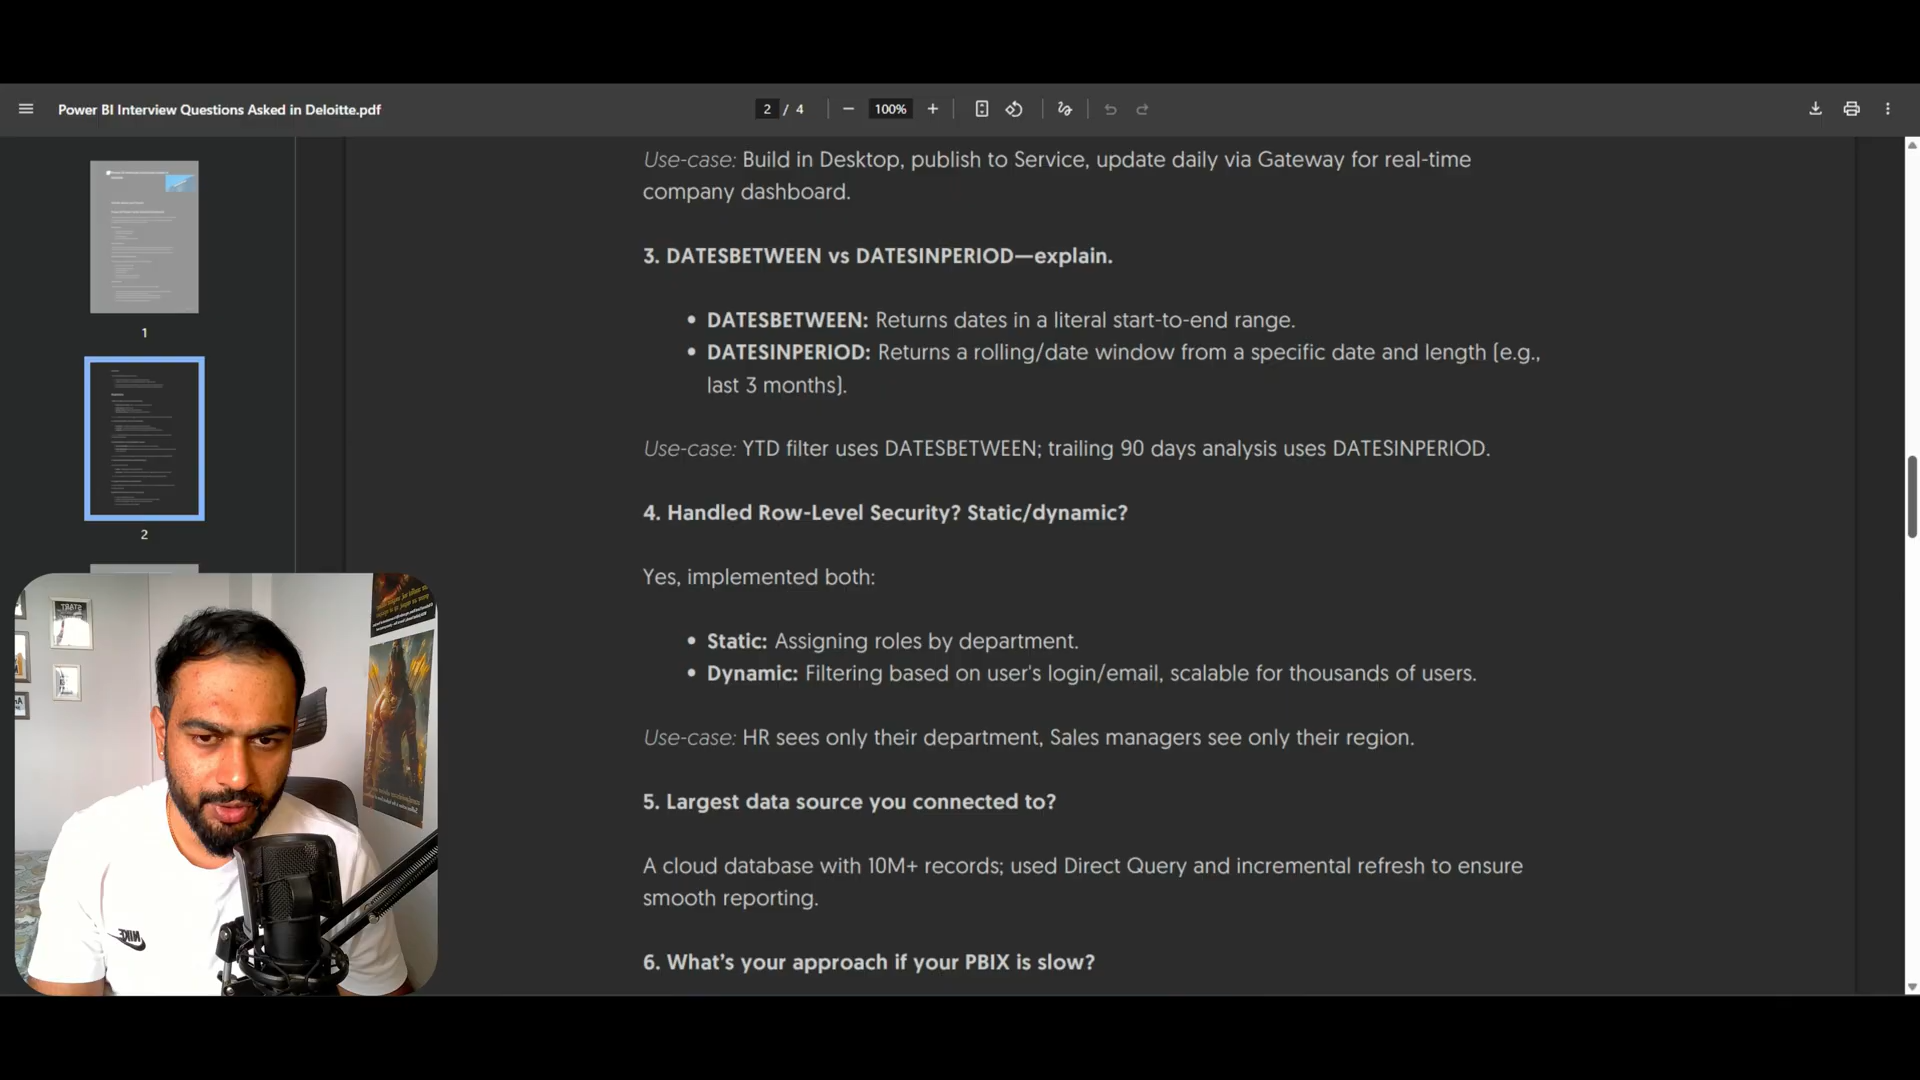 Power BI Interview Questions Asked in Deloitte.pdf
2 / 4
100%
Use-case: Build in Desktop, publish to Service, update daily via Gateway for real-time
company dashboard.
3. DATESBETWEEN vs DATESINPERIOD—explain.
• DATESBETWEEN: Returns dates in a literal start-to-end range.
• DATESINPERIOD: Returns a rolling/date window from a specific date and length (e.g.,
last 3 months).
Use-case: YTD filter uses DATESBETWEEN; trailing 90 days analysis uses DATESINPERIOD.
4. Handled Row-Level Security? Static/dynamic?
Yes, implemented both:
• Static: Assigning roles by department.
• Dynamic: Filtering based on user's login/email, scalable for thousands of users.
Use-case: HR sees only their department, Sales managers see only their region.
5. Largest data source you connected to?
A cloud database with 10M+ records; used Direct Query and incremental refresh to ensure
smooth reporting.
6. What's your approach if your PBIX is slow?
1
2
START
NIKE